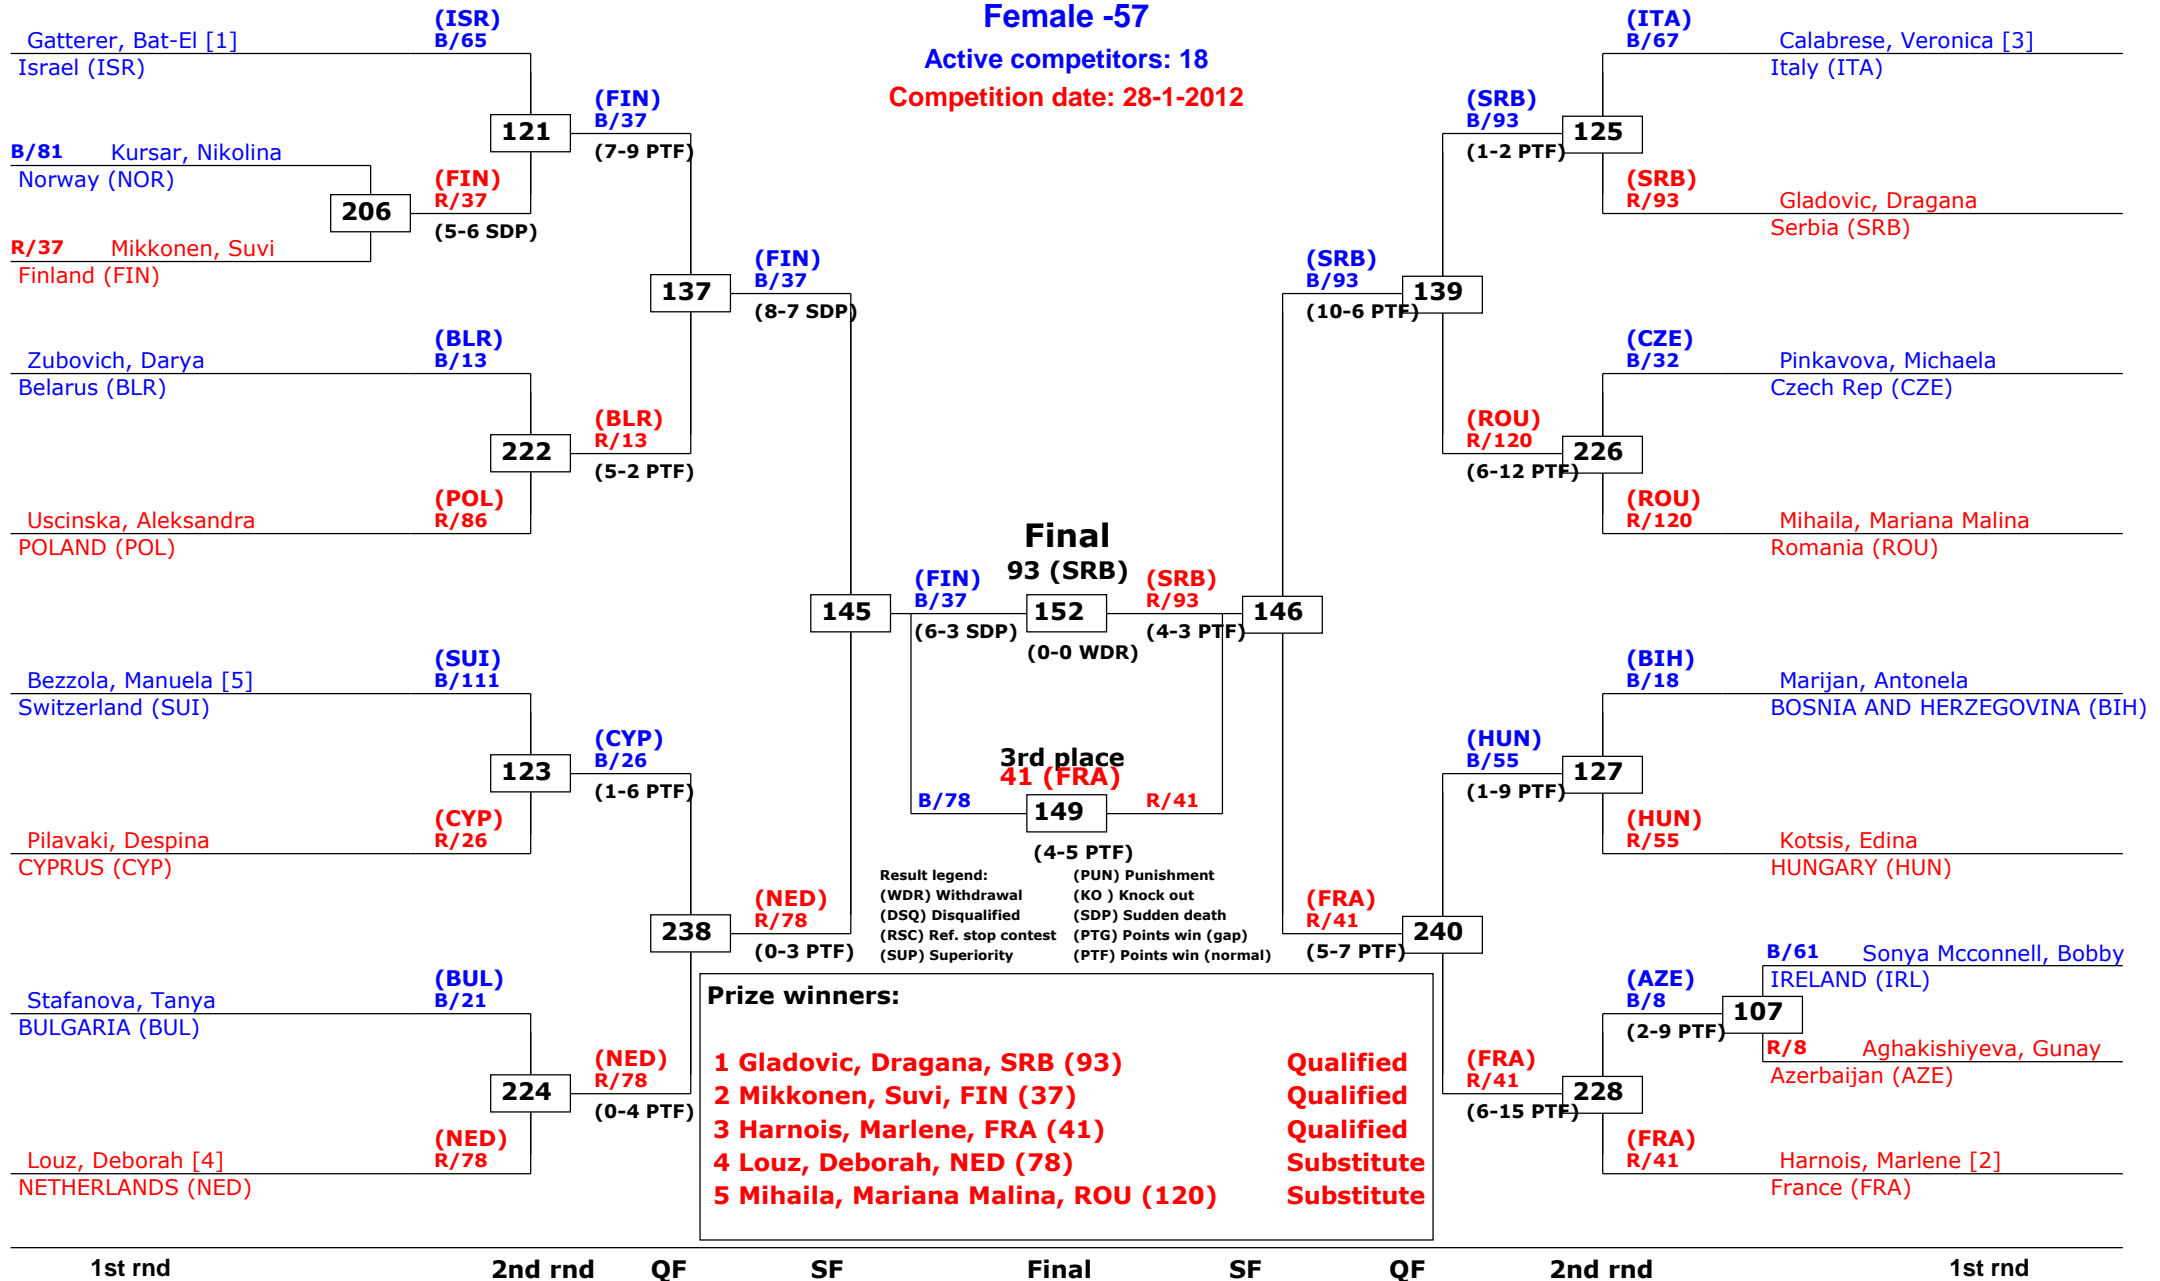 Female -57
Active competitors: 18
Competition date: 28-1-2012
(ISR)
Gatterer, Bat-El [1] B/65
Israel (ISR)
121
(FIN)
B/37
(7-9 PTF)
B/81 Kursar, Nikolina
Norway (NOR)
206
(FIN)
R/37
(5-6 SDP)
R/37 Mikkonen, Suvi
Finland (FIN)
137
(FIN)
B/37
(8-7 SDP)
(BLR)
Zubovich, Darya B/13
Belarus (BLR)
222
(BLR)
R/13
(5-2 PTF)
(POL)
Uscinska, Aleksandra R/86
POLAND (POL)
145
(FIN)
B/37
(6-3 SDP)
(SUI)
Bezzola, Manuela [5] B/111
Switzerland (SUI)
123
(CYP)
B/26
(1-6 PTF)
(CYP)
Pilavaki, Despina R/26
CYPRUS (CYP)
238
(NED)
R/78
(0-3 PTF)
(BUL)
Stafanova, Tanya B/21
BULGARIA (BUL)
224
(NED)
R/78
(0-4 PTF)
(NED)
Louz, Deborah [4] R/78
NETHERLANDS (NED)
Final
93 (SRB)
152
(0-0 WDR)
(SRB)
R/93
(4-3 PTF)
146
3rd place
41 (FRA)
B/78 149 R/41
(4-5 PTF)
Result legend: (PUN) Punishment
(WDR) Withdrawal (KO ) Knock out
(DSQ) Disqualified (SDP) Sudden death
(RSC) Ref. stop contest (PTG) Points win (gap)
(SUP) Superiority (PTF) Points win (normal)
(ITA)
B/67 Calabrese, Veronica [3]
Italy (ITA)
(SRB)
B/93
(1-2 PTF)
125
(SRB)
R/93 Gladovic, Dragana
Serbia (SRB)
(SRB)
B/93
(10-6 PTF)
139
(CZE)
B/32 Pinkavova, Michaela
Czech Rep (CZE)
(ROU)
R/120
(6-12 PTF)
226
(ROU)
R/120 Mihaila, Mariana Malina
Romania (ROU)
(BIH)
B/18 Marijan, Antonela
BOSNIA AND HERZEGOVINA (BIH)
(HUN)
B/55
(1-9 PTF)
127
(HUN)
R/55 Kotsis, Edina
HUNGARY (HUN)
(FRA)
R/41
(5-7 PTF)
240
B/61 Sonya Mcconnell, Bobby
IRELAND (IRL)
(AZE)
B/8
(2-9 PTF)
107
R/8 Aghakishiyeva, Gunay
Azerbaijan (AZE)
(FRA)
R/41
(6-15 PTF)
228
(FRA)
R/41 Harnois, Marlene [2]
France (FRA)
Prize winners:
1 Gladovic, Dragana, SRB (93) Qualified
2 Mikkonen, Suvi, FIN (37) Qualified
3 Harnois, Marlene, FRA (41) Qualified
4 Louz, Deborah, NED (78) Substitute
5 Mihaila, Mariana Malina, ROU (120) Substitute
1st rnd 2nd rnd QF SF Final SF QF 2nd rnd 1st rnd